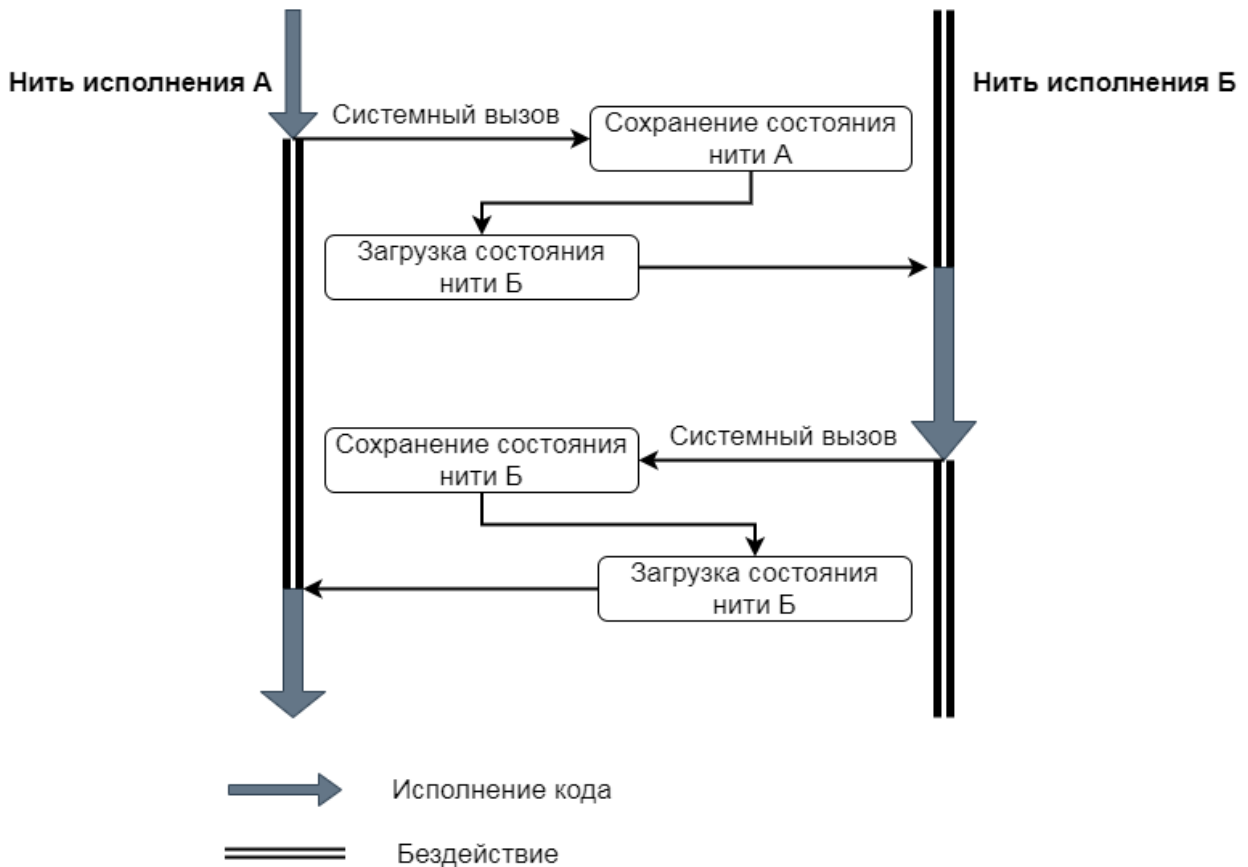 Нить исполнения А
Нить исполнения Б
Системный вызов
Сохранение состояния
нити А
Загрузка состояния
нити Б
Системный вызов
Сохранение состояния
нити Б
Загрузка состояния
нити Б
Исполнение кода
Бездействие